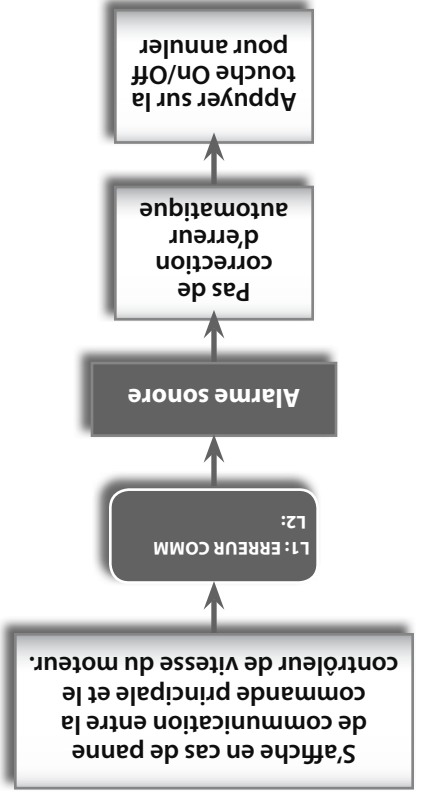 S'affiche en cas de panne
de communication entre la
commande principale et le
contrôleur de vitesse du moteur.
L1: ERREUR COMM
L2:
Alarme sonore
Pas de
correction
d'erreur
automatique
Appuyer sur la
touche On/Off
pour annuler